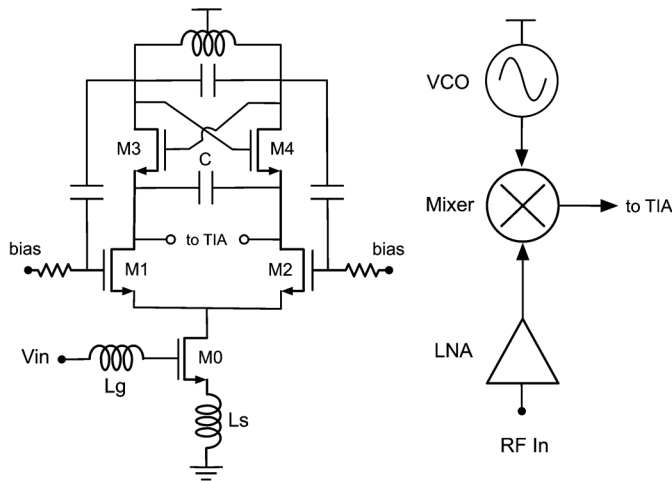 VCO
M3
M4
C
Mixer
to TIA
to TIA
bias
bias
M1
M2
Vin
M0
LNA
Lg
Ls
RF In